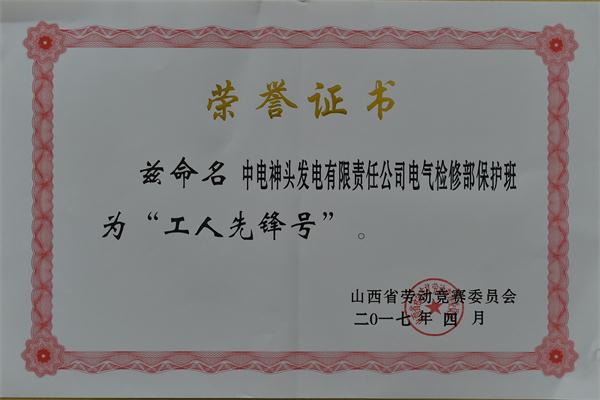 荣誉证书
兹命名 中电神头发电有限责任公司电气检修部保护班
为“工人先锋号”。
山西省劳动竞赛委员会
二〇一七年四月